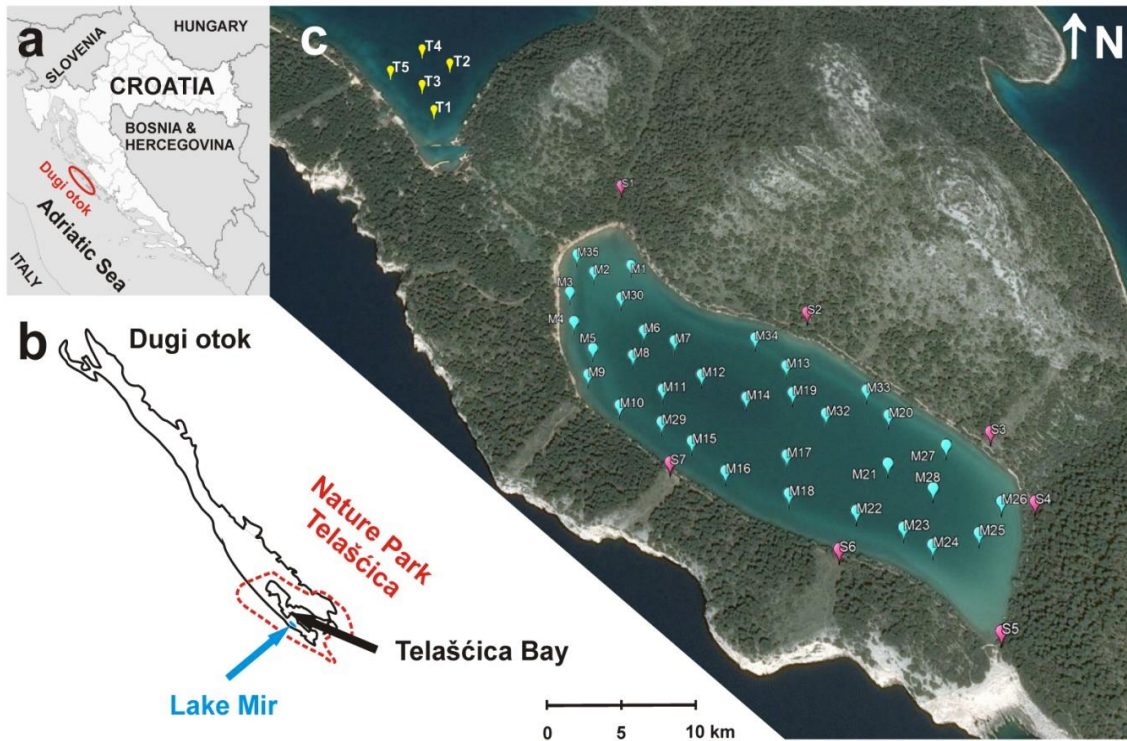 a
HUNGARY
SLOVENIA
CROATIA
BOSNIA &
HERCEGOVINA
Dugi otok
Adriatic Sea
ITALY
b
Dugi otok
Nature Park
Telašćica
Telašćica Bay
Lake Mir
0 5 10 km
c
N
T4
T2
T5
T3
T1
S1
M35
M2
M1
M3
M30
M4
M6
M7
M34
S2
M5
M8
M13
M9
M12
M11
M14
M19
M33
M10
M32
M20
M29
S3
M15
M17
M27
S7
M16
M21
M28
M18
M26
S4
M22
M23
M25
M24
S6
S5